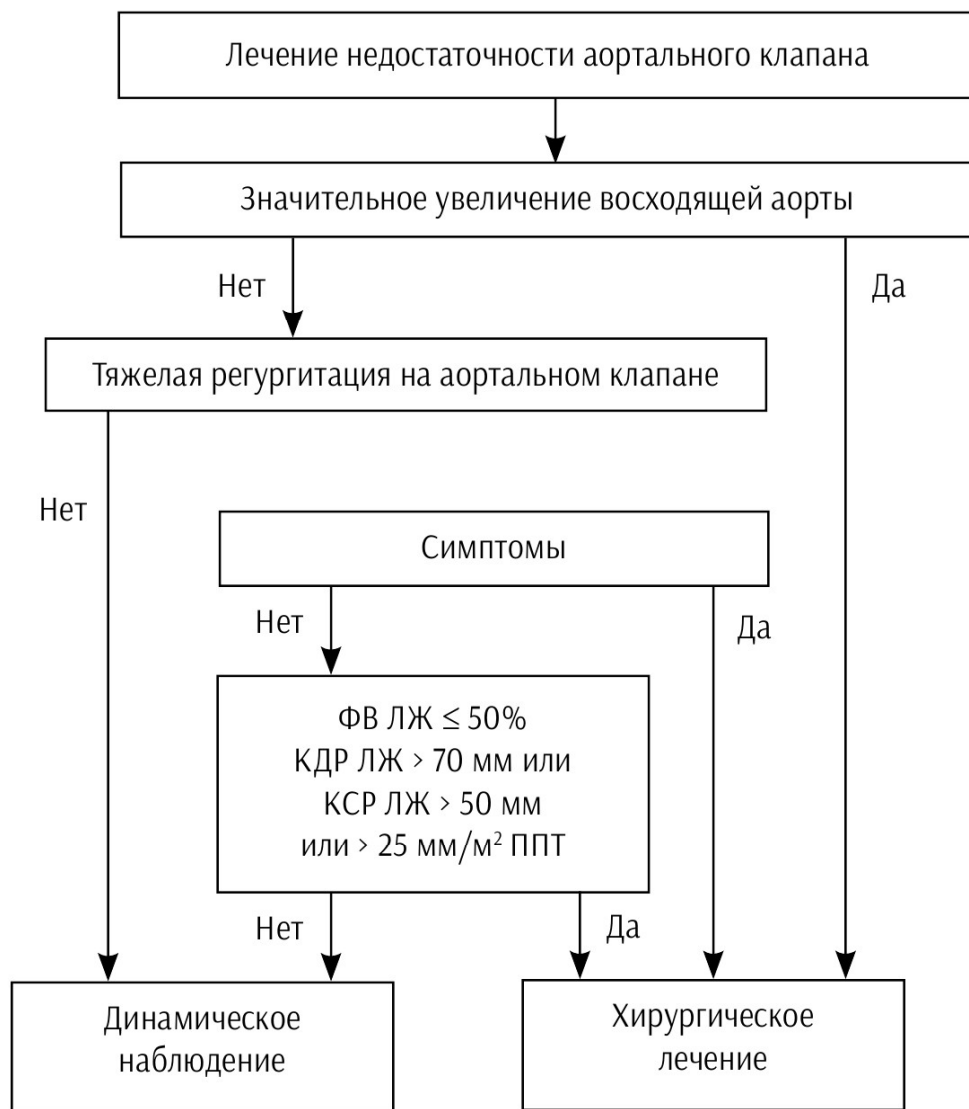 Лечение недостаточности аортального клапана
Значительное увеличение восходящей аорты
Нет
Да
Тяжелая регургитация на аортальном клапане
Нет
Симптомы
Нет
Да
ФВ ЛЖ ≤ 50%
КДР ЛЖ > 70 мм или
КСР ЛЖ > 50 мм
или > 25 мм/м² ППТ
Нет
Да
Динамическое
наблюдение
Хирургическое
лечение